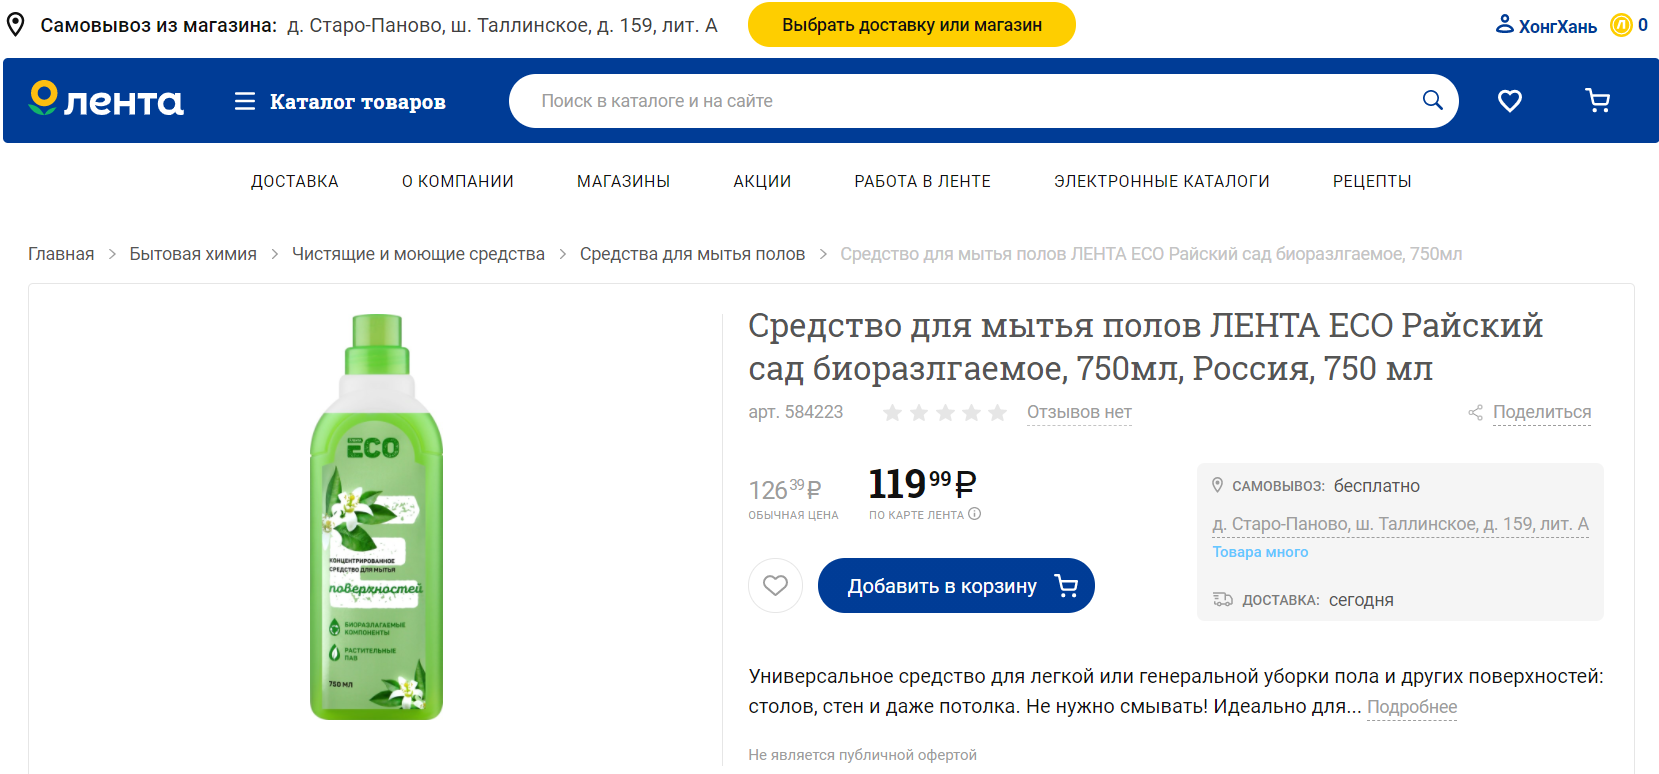 Самовывоз из магазина: д. Старо-Паново, ш. Таллинское, д. 159, лит. А
Выбрать доставку или магазин
ХонгХань 0
лента
Каталог товаров
Поиск в каталоге и на сайте
ДОСТАВКА О КОМПАНИИ МАГАЗИНЫ АКЦИИ РАБОТА В ЛЕНТЕ ЭЛЕКТРОННЫЕ КАТАЛОГИ РЕЦЕПТЫ
Главная > Бытовая химия > Чистящие и моющие средства > Средства для мытья полов > Средство для мытья полов ЛЕНТА ECO Райский сад биоразлгаемое, 750мл
ECO
КОНЦЕНТРИРОВАННОЕ
СРЕДСТВО ДЛЯ МЫТЬЯ
поверхностей
БИОРАЗЛАГАЕМЫЕ
КОМПОНЕНТЫ
РАСТИТЕЛЬНЫЕ
ПАВ
750 МЛ
Средство для мытья полов ЛЕНТА ECO Райский
сад биоразлгаемое, 750мл, Россия, 750 мл
арт. 584223 Отзывов нет Поделиться
126 39 ₽ 119 99 ₽
ОБЫЧНАЯ ЦЕНА ПО КАРТЕ ЛЕНТА
Добавить в корзину
САМОВЫВОЗ: бесплатно
д. Старо-Паново, ш. Таллинское, д. 159, лит. А
Товара много
ДОСТАВКА: сегодня
Универсальное средство для легкой или генеральной уборки пола и других поверхностей:
столов, стен и даже потолка. Не нужно смывать! Идеально для... Подробнее
Не является публичной офертой